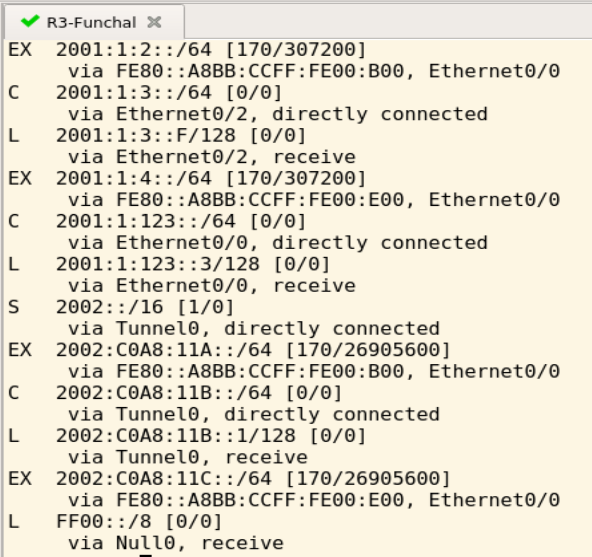 R3-Funchal
EX  2001:1:2::/64 [170/307200]
     via FE80::A8BB:CCFF:FE00:B00, Ethernet0/0
C   2001:1:3::/64 [0/0]
     via Ethernet0/2, directly connected
L   2001:1:3::F/128 [0/0]
     via Ethernet0/2, receive
EX  2001:1:4::/64 [170/307200]
     via FE80::A8BB:CCFF:FE00:E00, Ethernet0/0
C   2001:1:123::/64 [0/0]
     via Ethernet0/0, directly connected
L   2001:1:123::3/128 [0/0]
     via Ethernet0/0, receive
S   2002::/16 [1/0]
     via Tunnel0, directly connected
EX  2002:C0A8:11A::/64 [170/26905600]
     via FE80::A8BB:CCFF:FE00:B00, Ethernet0/0
C   2002:C0A8:11B::/64 [0/0]
     via Tunnel0, directly connected
L   2002:C0A8:11B::1/128 [0/0]
     via Tunnel0, receive
EX  2002:C0A8:11C::/64 [170/26905600]
     via FE80::A8BB:CCFF:FE00:E00, Ethernet0/0
L   FF00::/8 [0/0]
     via Null0, receive